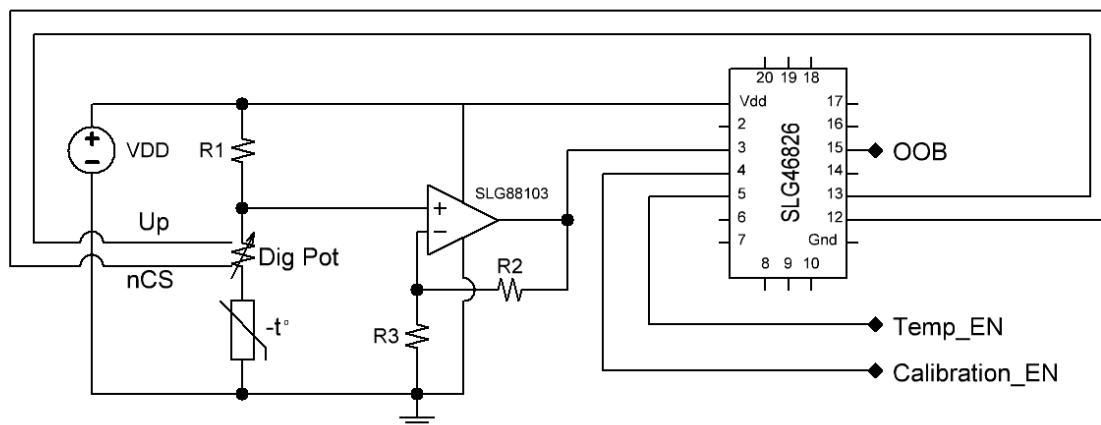 20 19 18
Vdd 17
2 16
3 15 OOB
4 14
5 13
6 12
7 Gnd
8 9 10
SLG46826
VDD
R1
SLG88103
+
−
Up
Dig Pot
nCS
R2
R3
-t°
+
−
Temp_EN
Calibration_EN